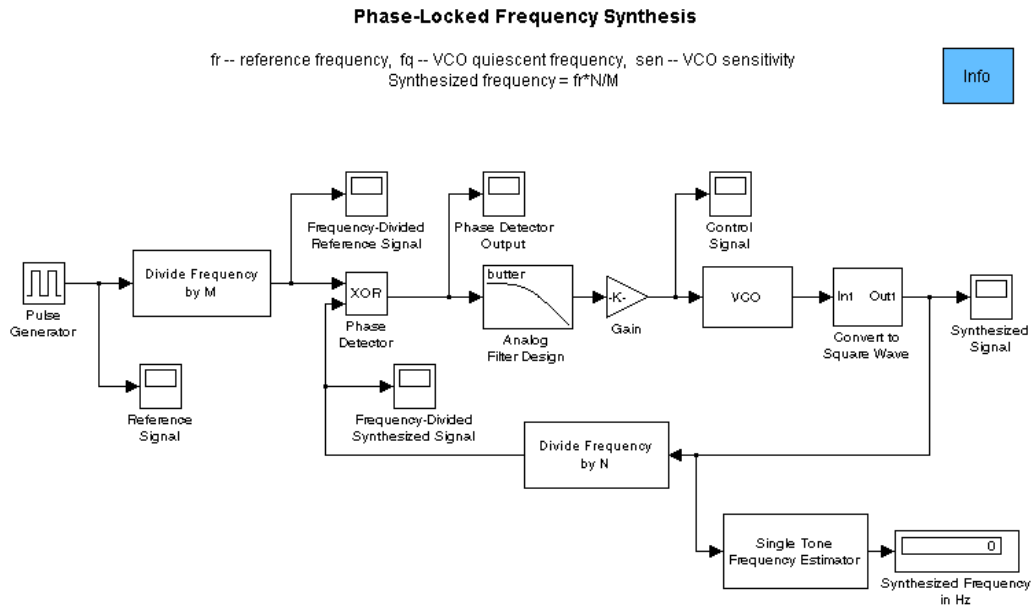 Phase-Locked Frequency Synthesis
fr -- reference frequency, fq -- VCO quiescent frequency, sen -- VCO sensitivity
Synthesized frequency = fr*N/M
Info
Frequency-Divided
Reference Signal
Phase Detector
Output
Control
Signal
Pulse
Generator
Divide Frequency
by M
XOR
Phase
Detector
butter
Analog
Filter Design
-K-
Gain
VCO
In1 Out1
Convert to
Square Wave
Synthesized
Signal
Reference
Signal
Frequency-Divided
Synthesized Signal
Divide Frequency
by N
Single Tone
Frequency Estimator
0
Synthesized Frequency
in Hz